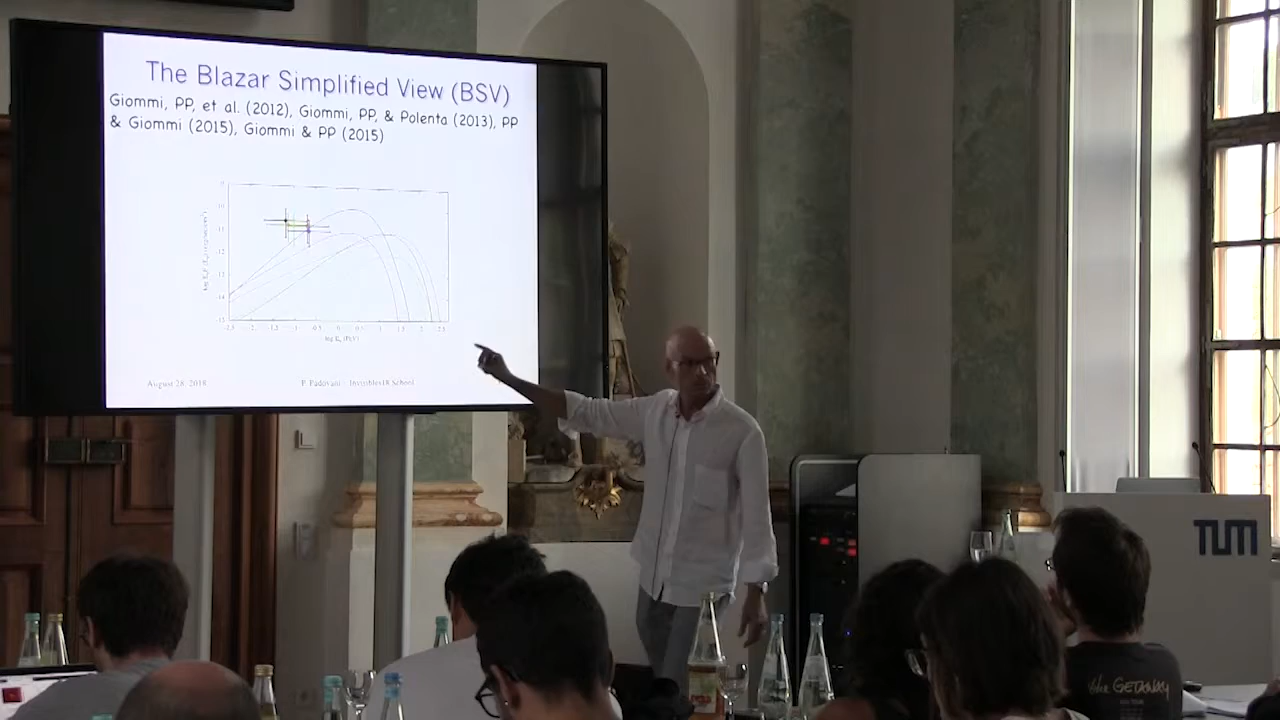 The Blazar Simplified View (BSV)
Giommi, PP, et al. (2012), Giommi, PP, & Polenta (2013), PP
& Giommi (2015), Giommi & PP (2015)
August 28, 2018
P. Padovani – Invisibles18 School
TUM
GETAWAY